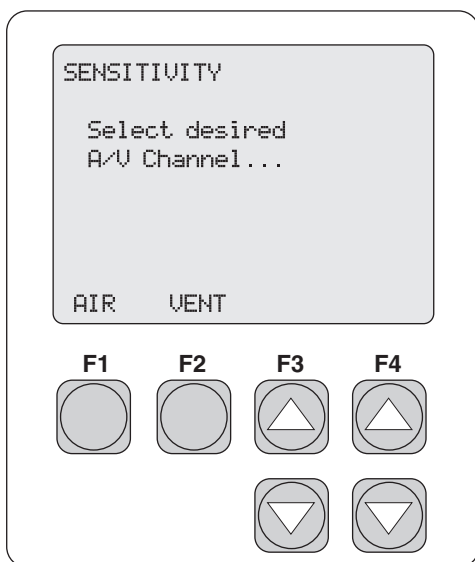 SENSITIVITY
Select desired
A/V Channel...
AIR VENT
F1 F2 F3 F4